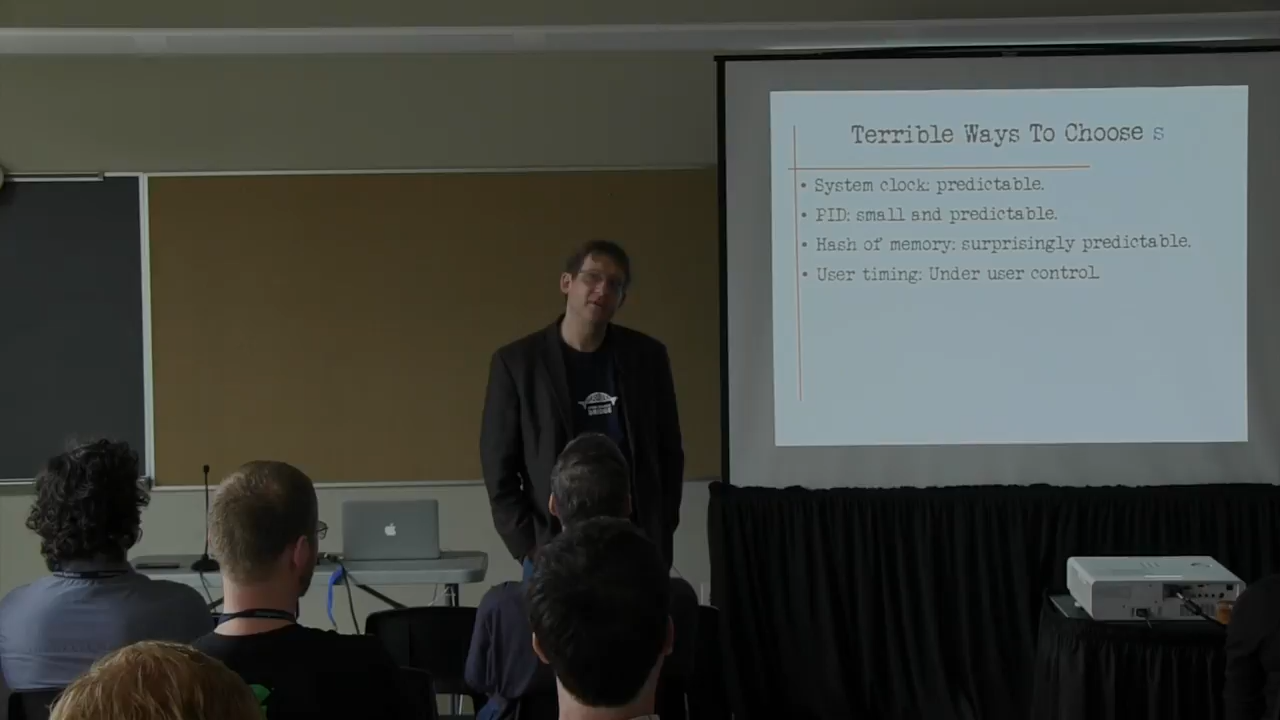 Terrible Ways To Choose s
• System clock: predictable.
• PID: small and predictable.
• Hash of memory: surprisingly predictable.
• User timing: Under user control.